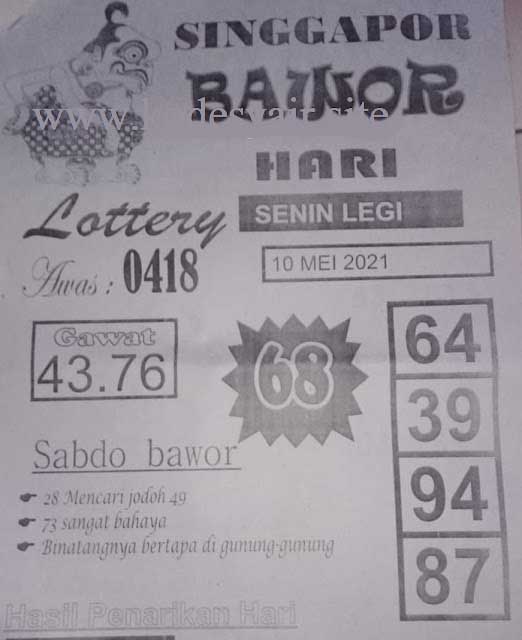 SINGGAPOR
BAWOR
HARI
Lottery
SENIN LEGI
Awas : 0418
10 MEI 2021
Gawat
43.76
68
64
39
94
87
Sabdo bawor
28 Mencari jodoh 49
73 sangat bahaya
Binatangnya bertapa di gunung-gunung
Hasil Penarikan Hari